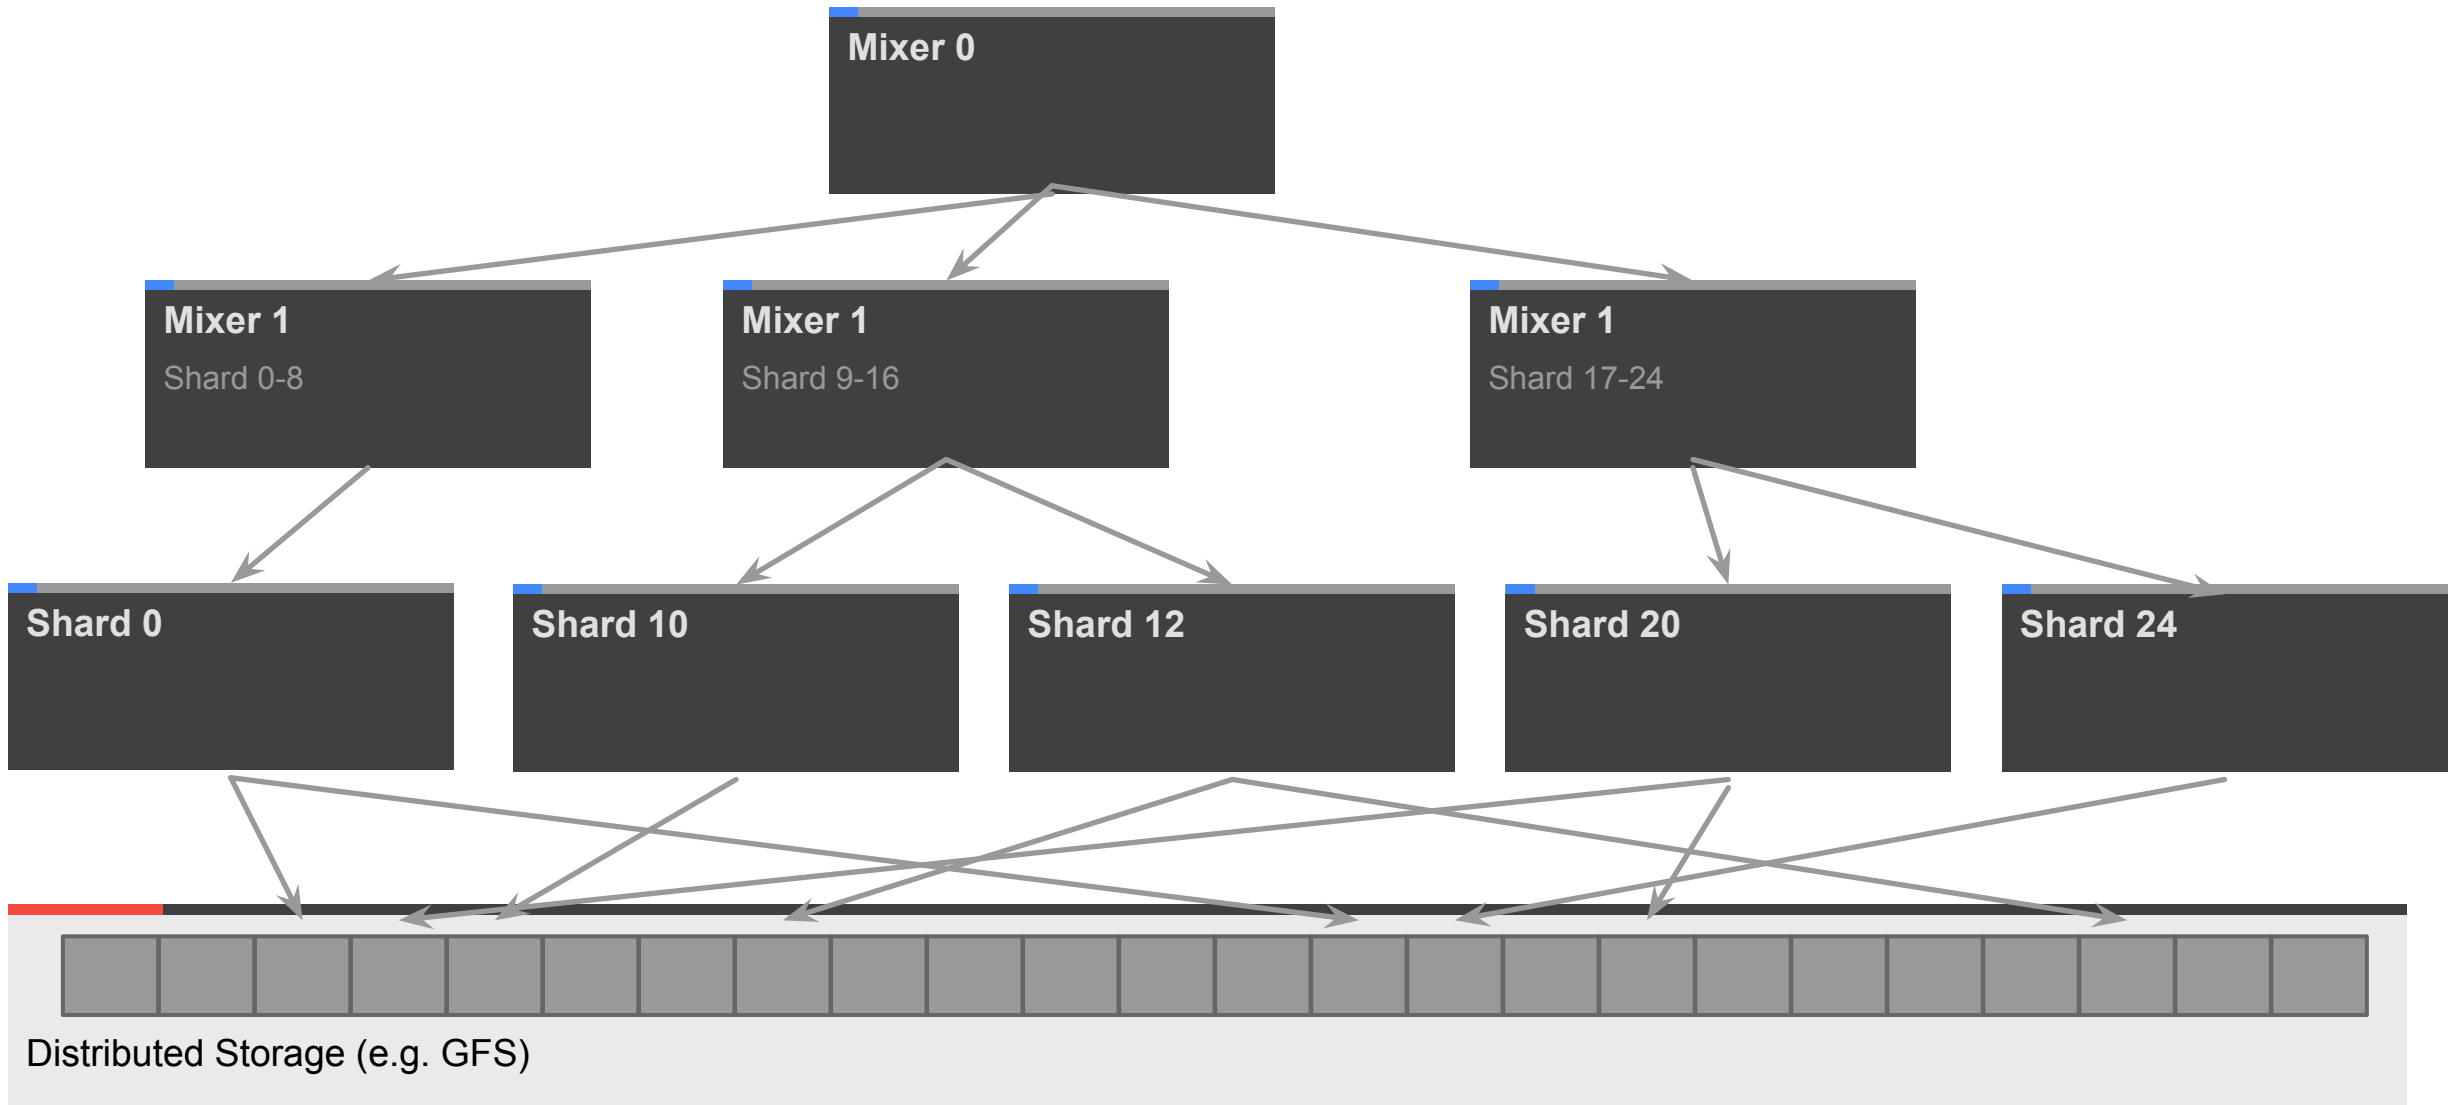 Mixer 0
Mixer 1
Shard 0-8
Mixer 1
Shard 9-16
Mixer 1
Shard 17-24
Shard 0
Shard 10
Shard 12
Shard 20
Shard 24
Distributed Storage (e.g. GFS)